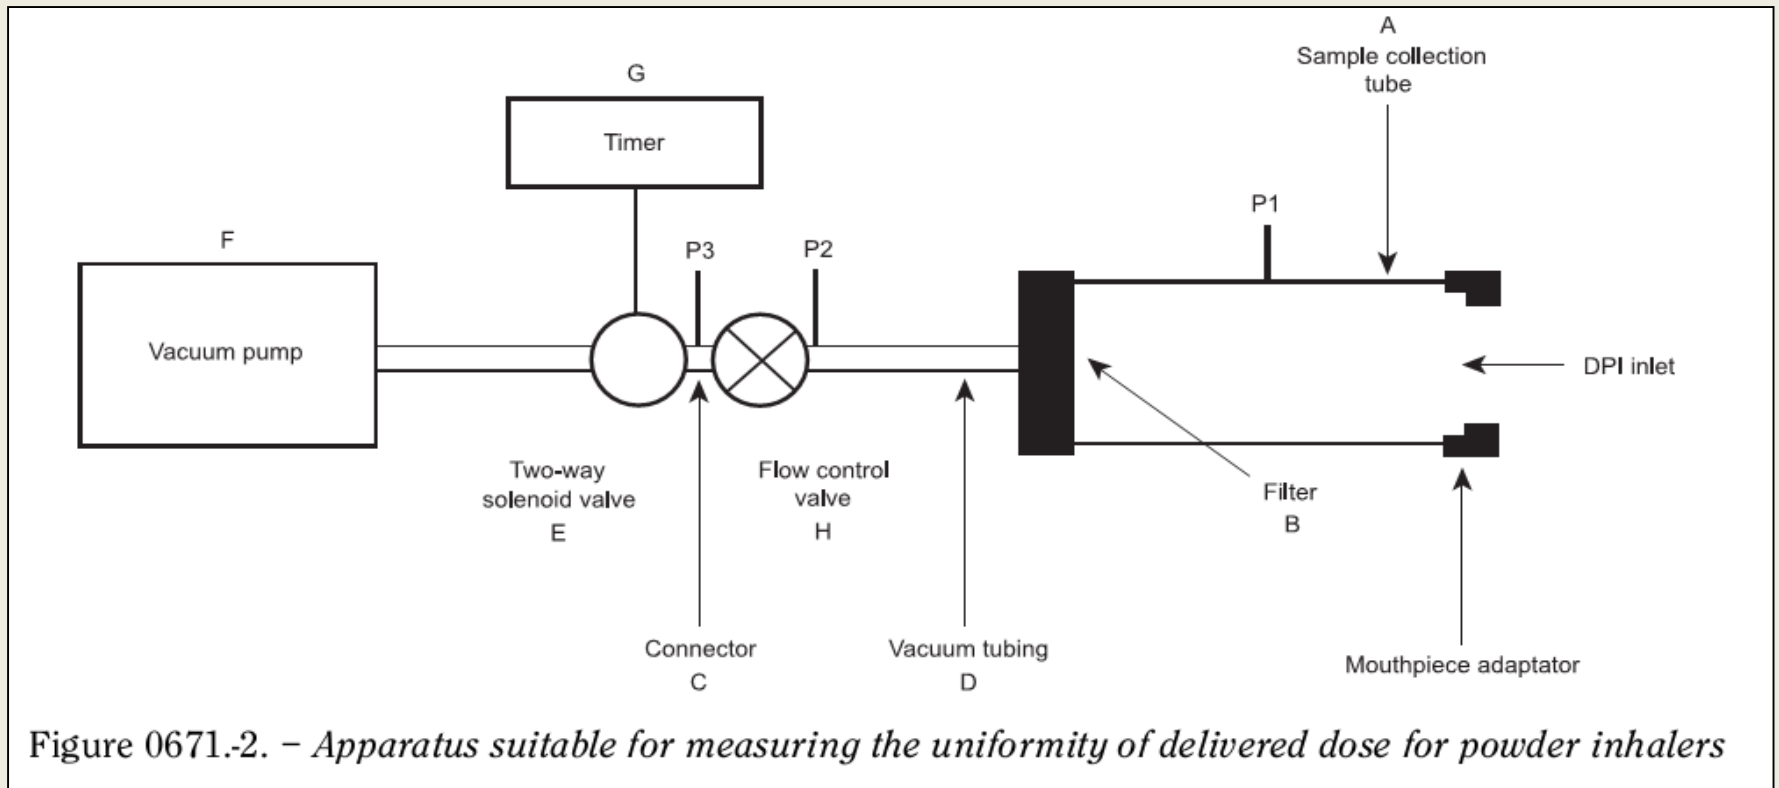 A
Sample collection
tube
G
Timer
P1
F
P3
P2
Vacuum pump
DPI inlet
Two-way
solenoid valve
E
Flow control
valve
H
Filter
B
Connector
C
Vacuum tubing
D
Mouthpiece adaptator
Figure 0671.-2. – Apparatus suitable for measuring the uniformity of delivered dose for powder inhalers